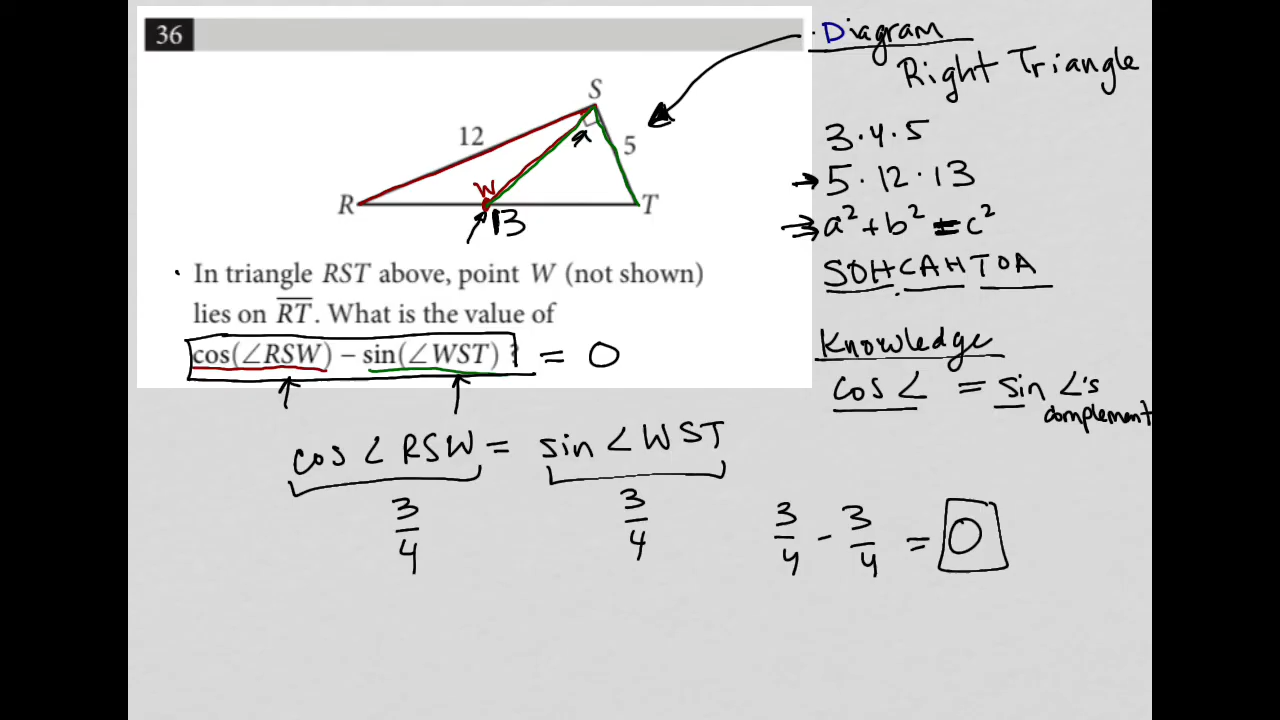 36
Diagram
Right Triangle
S
12
5
a
W
R
T
13
3·4·5
5·12·13
a² + b² = c²
SOHCAHTOA
• In triangle RST above, point W (not shown)
lies on RT. What is the value of
cos(∠RSW) – sin(∠WST) ? = 0
Knowledge
cos ∠ = sin ∠'s
complement
cos ∠ RSW = sin ∠ WST
3/4
3/4
3/4 - 3/4 = 0